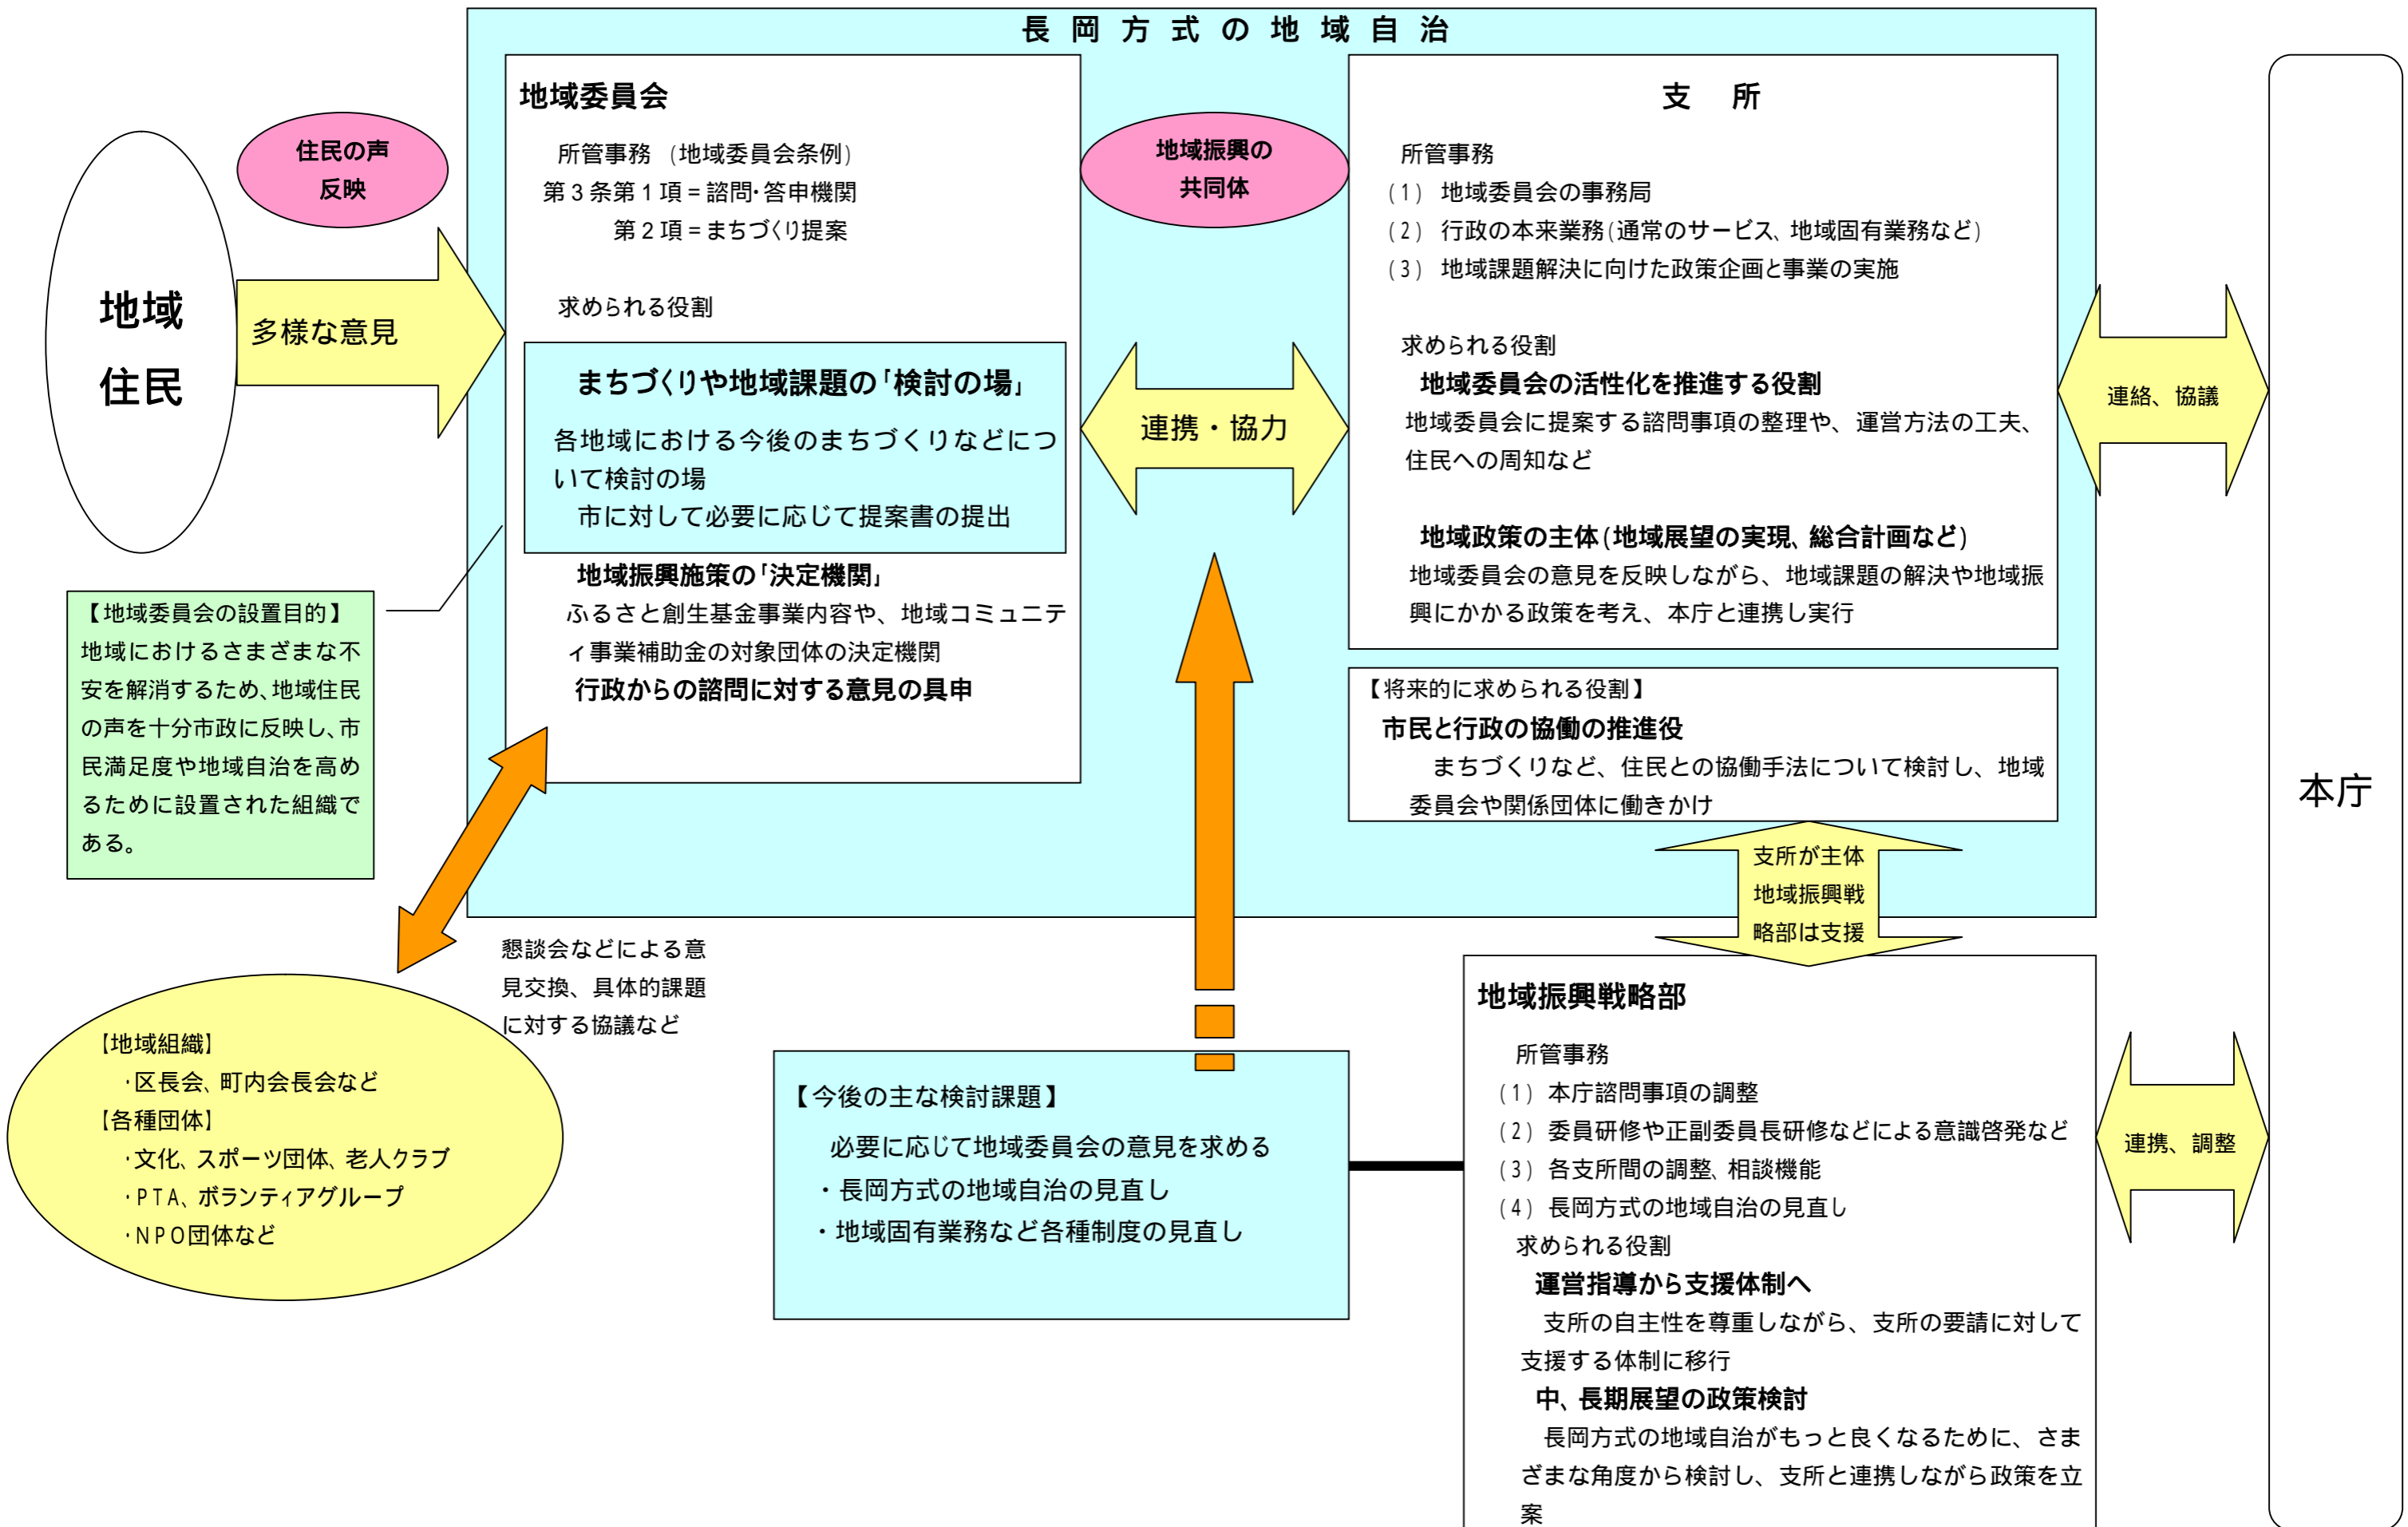 長岡方式の地域自治
地域
住民
住民の声
反映
多様な意見
【地域委員会の設置目的】
地域におけるさまざまな不
安を解消するため、地域住民
の声を十分市政に反映し、市
民満足度や地域自治を高め
るために設置された組織で
ある。
地域委員会
所管事務 (地域委員会条例)
第3条第1項=諮問・答申機関
第2項=まちづくり提案
求められる役割
まちづくりや地域課題の「検討の場」
各地域における今後のまちづくりなどにつ
いて検討の場
市に対して必要に応じて提案書の提出
地域振興施策の「決定機関」
ふるさと創生基金事業内容や、地域コミュニテ
ィ事業補助金の対象団体の決定機関
行政からの諮問に対する意見の具申
地域振興の
共同体
連携・協力
支 所
所管事務
(1) 地域委員会の事務局
(2) 行政の本来業務(通常のサービス、地域固有業務など)
(3) 地域課題解決に向けた政策企画と事業の実施
求められる役割
地域委員会の活性化を推進する役割
地域委員会に提案する諮問事項の整理や、運営方法の工夫、
住民への周知など
地域政策の主体(地域展望の実現、総合計画など)
地域委員会の意見を反映しながら、地域課題の解決や地域振
興にかかる政策を考え、本庁と連携し実行
【将来的に求められる役割】
市民と行政の協働の推進役
まちづくりなど、住民との協働手法について検討し、地域
委員会や関係団体に働きかけ
連絡、協議
本庁
支所が主体
地域振興戦
略部は支援
懇談会などによる意
見交換、具体的課題
に対する協議など
【地域組織】
・区長会、町内会長会など
【各種団体】
・文化、スポーツ団体、老人クラブ
・PTA、ボランティアグループ
・NPO団体など
【今後の主な検討課題】
必要に応じて地域委員会の意見を求める
・長岡方式の地域自治の見直し
・地域固有業務など各種制度の見直し
地域振興戦略部
所管事務
(1) 本庁諮問事項の調整
(2) 委員研修や正副委員長研修などによる意識啓発など
(3) 各支所間の調整、相談機能
(4) 長岡方式の地域自治の見直し
求められる役割
運営指導から支援体制へ
支所の自主性を尊重しながら、支所の要請に対して
支援する体制に移行
中、長期展望の政策検討
長岡方式の地域自治がもっと良くなるために、さま
ざまな角度から検討し、支所と連携しながら政策を立
案
連携、調整